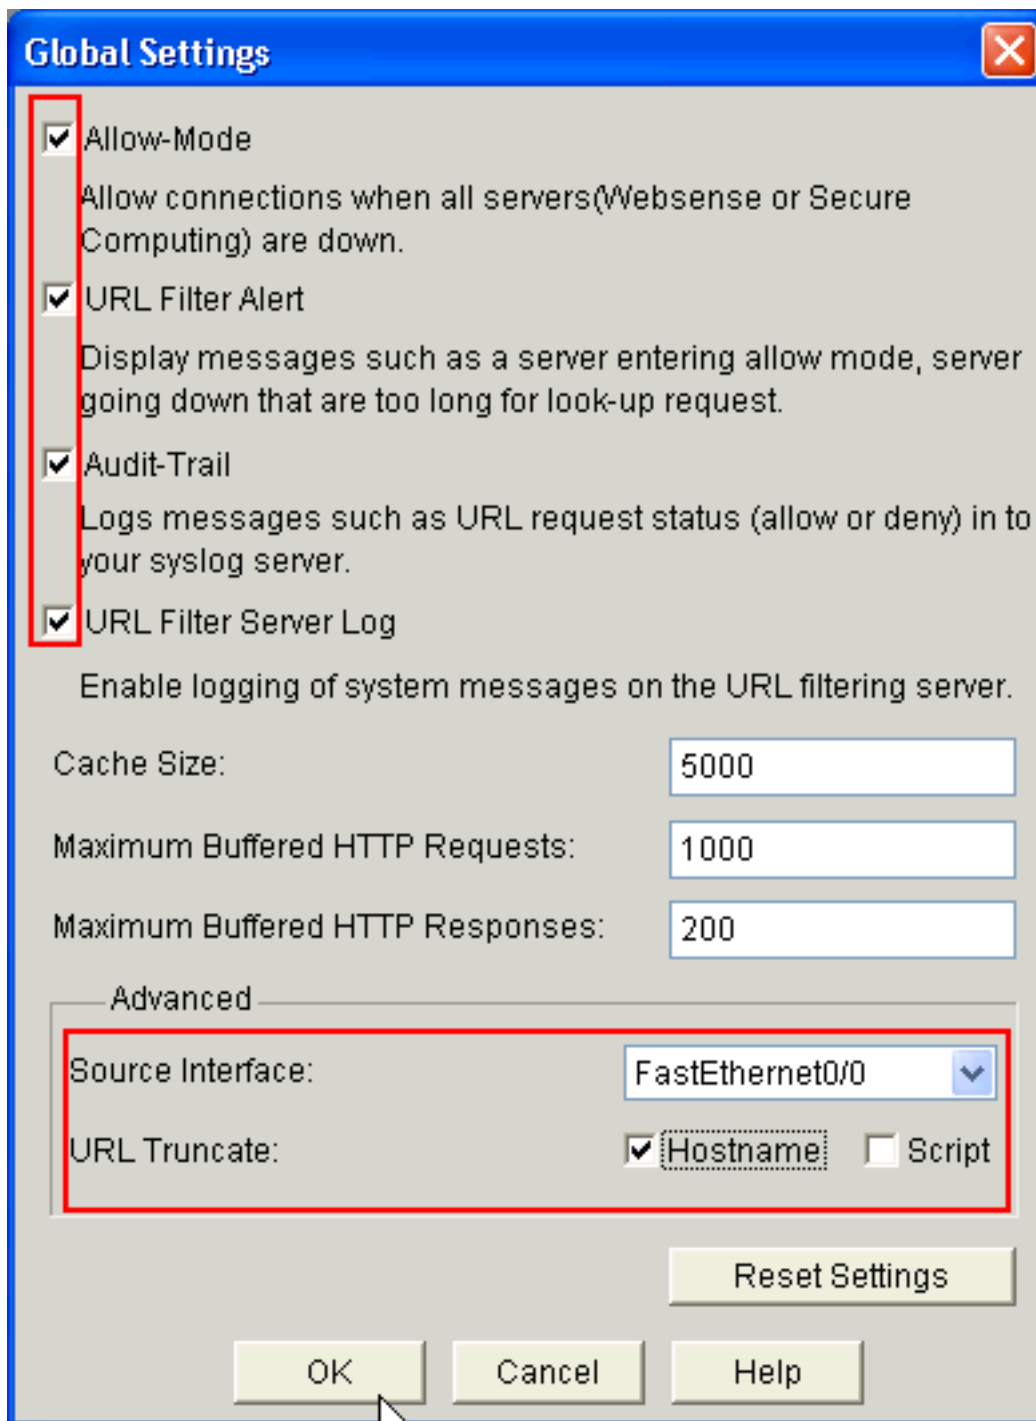 Global Settings
Allow-Mode
Allow connections when all servers(Websense or Secure
Computing) are down.
URL Filter Alert
Display messages such as a server entering allow mode, server
going down that are too long for look-up request.
Audit-Trail
Logs messages such as URL request status (allow or deny) in to
your syslog server.
URL Filter Server Log
Enable logging of system messages on the URL filtering server.
Cache Size: 5000
Maximum Buffered HTTP Requests: 1000
Maximum Buffered HTTP Responses: 200
Advanced
Source Interface: FastEthernet0/0
URL Truncate: Hostname Script
Reset Settings
OK Cancel Help